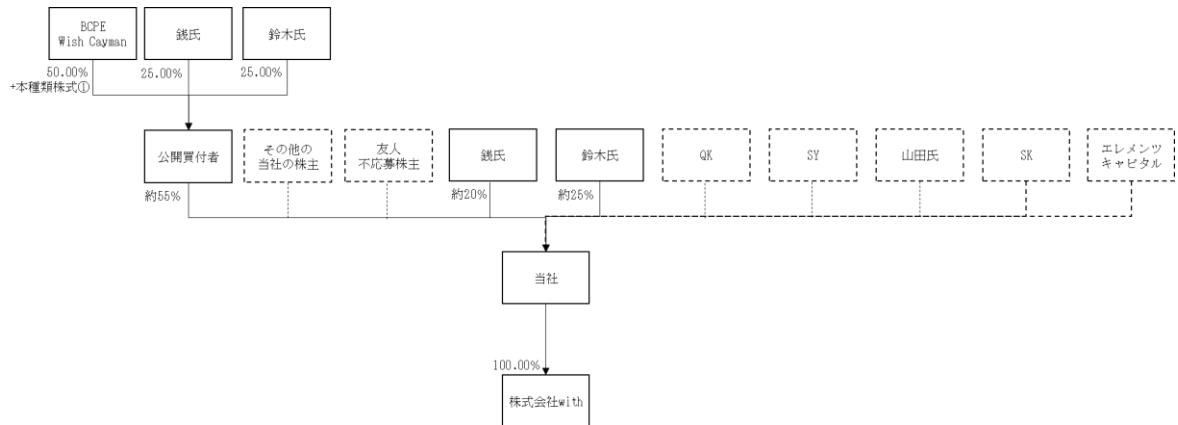 BCPE
Wish Cayman
銭氏
鈴木氏
50.00%
+本種類株式①
25.00%
25.00%
公開買付者
その他の
当社の株主
友人
不応募株主
銭氏
鈴木氏
QK
SY
山田氏
SK
エレメンツ
キャピタル
約55%
約20%
約25%
当社
100.00%
株式会社with